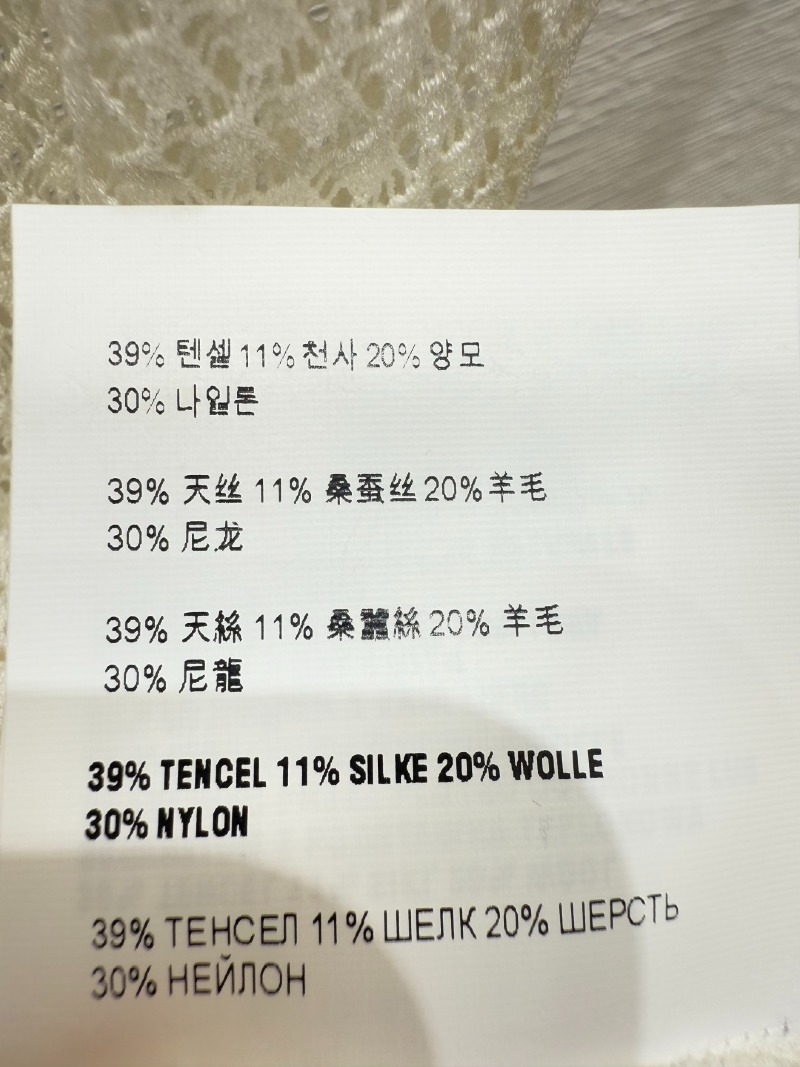 39% 텐셀 11% 천사 20% 양모
30% 나일론
39% 天丝 11% 桑蚕丝 20% 羊毛
30% 尼龙
39% 天絲 11% 桑蠶絲 20% 羊毛
30% 尼龍
39% TENCEL 11% SILKE 20% WOLLE
30% NYLON
39% ТЕНСЕЛ 11% ШЕЛК 20% ШЕРСТЬ
30% НЕЙЛОН